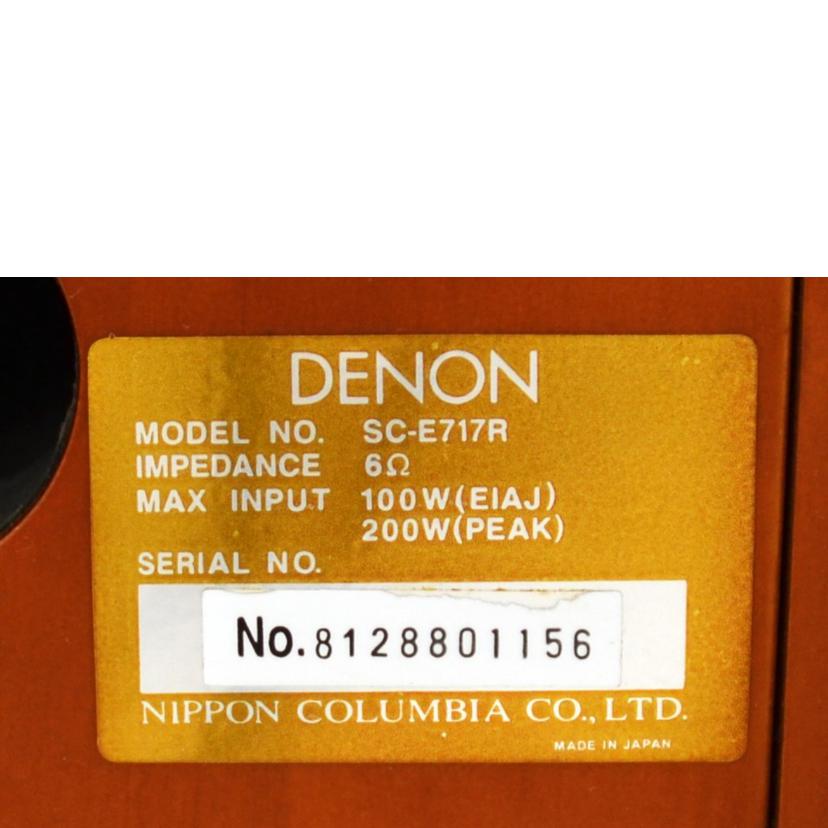 DENON
MODEL NO. SC-E717R
IMPEDANCE 6Ω
MAX INPUT 100W(EIAJ)
200W(PEAK)
SERIAL NO.
No.8128801156
NIPPON COLUMBIA CO., LTD.
MADE IN JAPAN